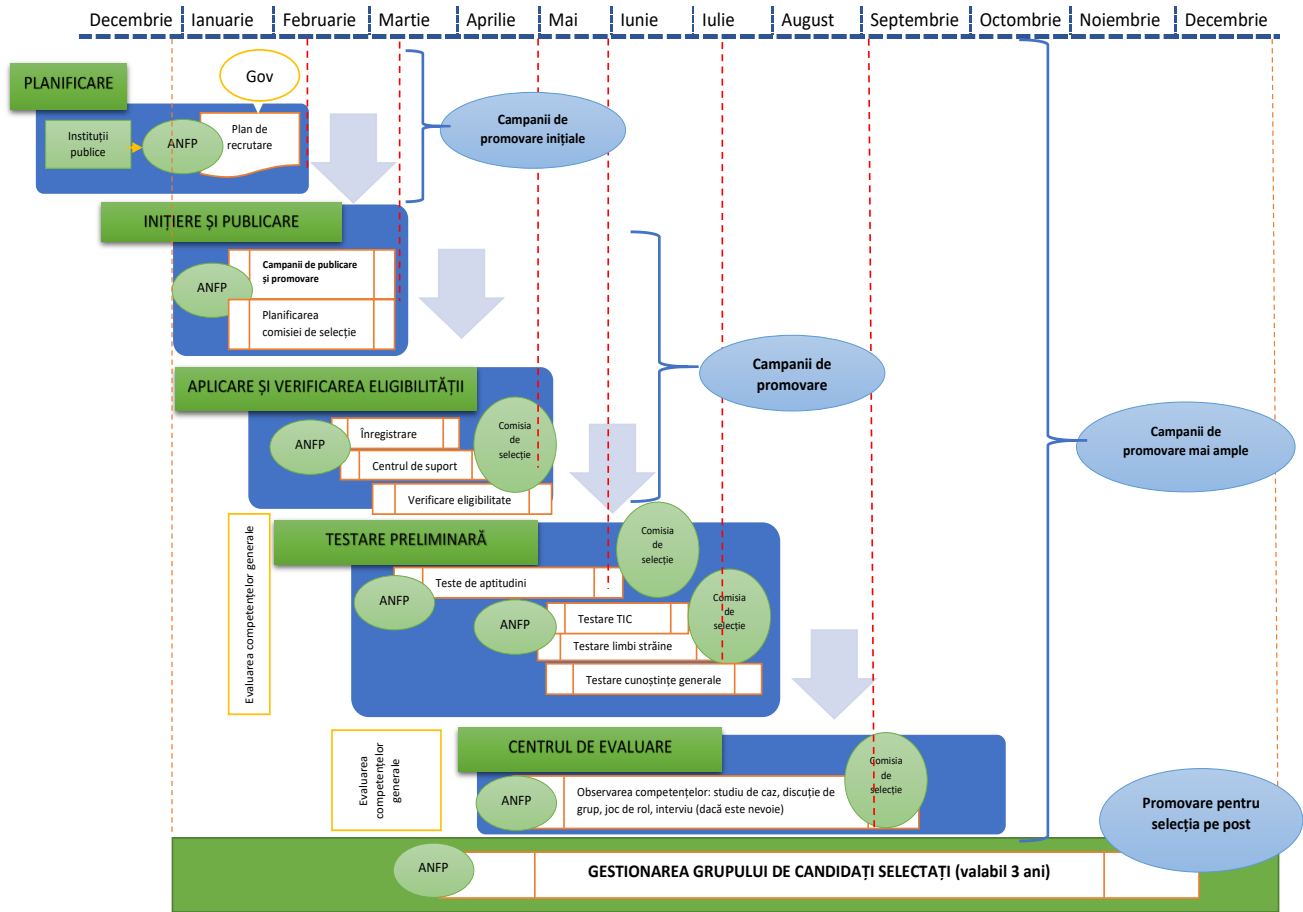 Decembrie Ianuarie Februarie Martie Aprilie Mai Iunie Iulie August Septembrie Octombrie Noiembrie Decembrie
Gov
PLANIFICARE
Instituții
publice
ANFP
Plan de
recrutare
Campanii de
promovare inițiale
INIȚIERE ȘI PUBLICARE
ANFP
Campanii de publicare
și promovare
Planificarea
comisiei de selecție
Campanii de
promovare
APLICARE ȘI VERIFICAREA ELIGIBILITĂȚII
ANFP
Înregistrare
Centrul de suport
Verificare eligibilitate
Comisia
de
selecție
Campanii de
promovare mai ample
Evaluarea competențelor generale
TESTARE PRELIMINARĂ
Comisia
de
selecție
ANFP
Teste de aptitudini
Comisia
de
selecție
ANFP
Testare TIC
Testare limbi străine
Testare cunoștințe generale
Evaluarea
competențelor
generale
CENTRUL DE EVALUARE
Comisia
de
selecție
ANFP
Observarea competențelor: studiu de caz, discuție de
grup, joc de rol, interviu (dacă este nevoie)
Promovare pentru
selecția pe post
ANFP
GESTIONAREA GRUPULUI DE CANDIDAȚI SELECTAȚI (valabil 3 ani)